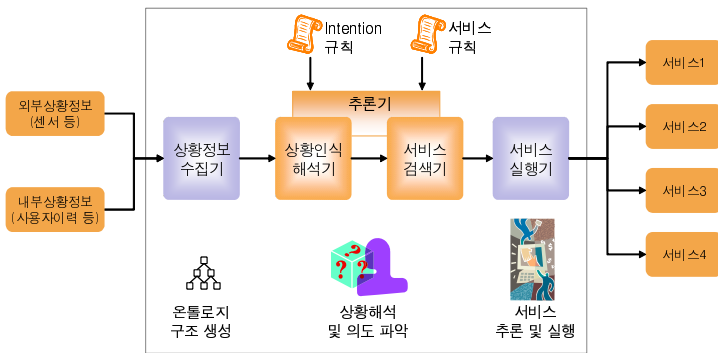 Intention
규칙
서비스
규칙
추론기
외부상황정보
(센서 등)
내부상황정보
(사용자이력 등)
상황정보
수집기
상황인식
해석기
서비스
검색기
서비스
실행기
서비스1
서비스2
서비스3
서비스4
온톨로지
구조 생성
상황해석
및 의도 파악
서비스
추론 및 실행